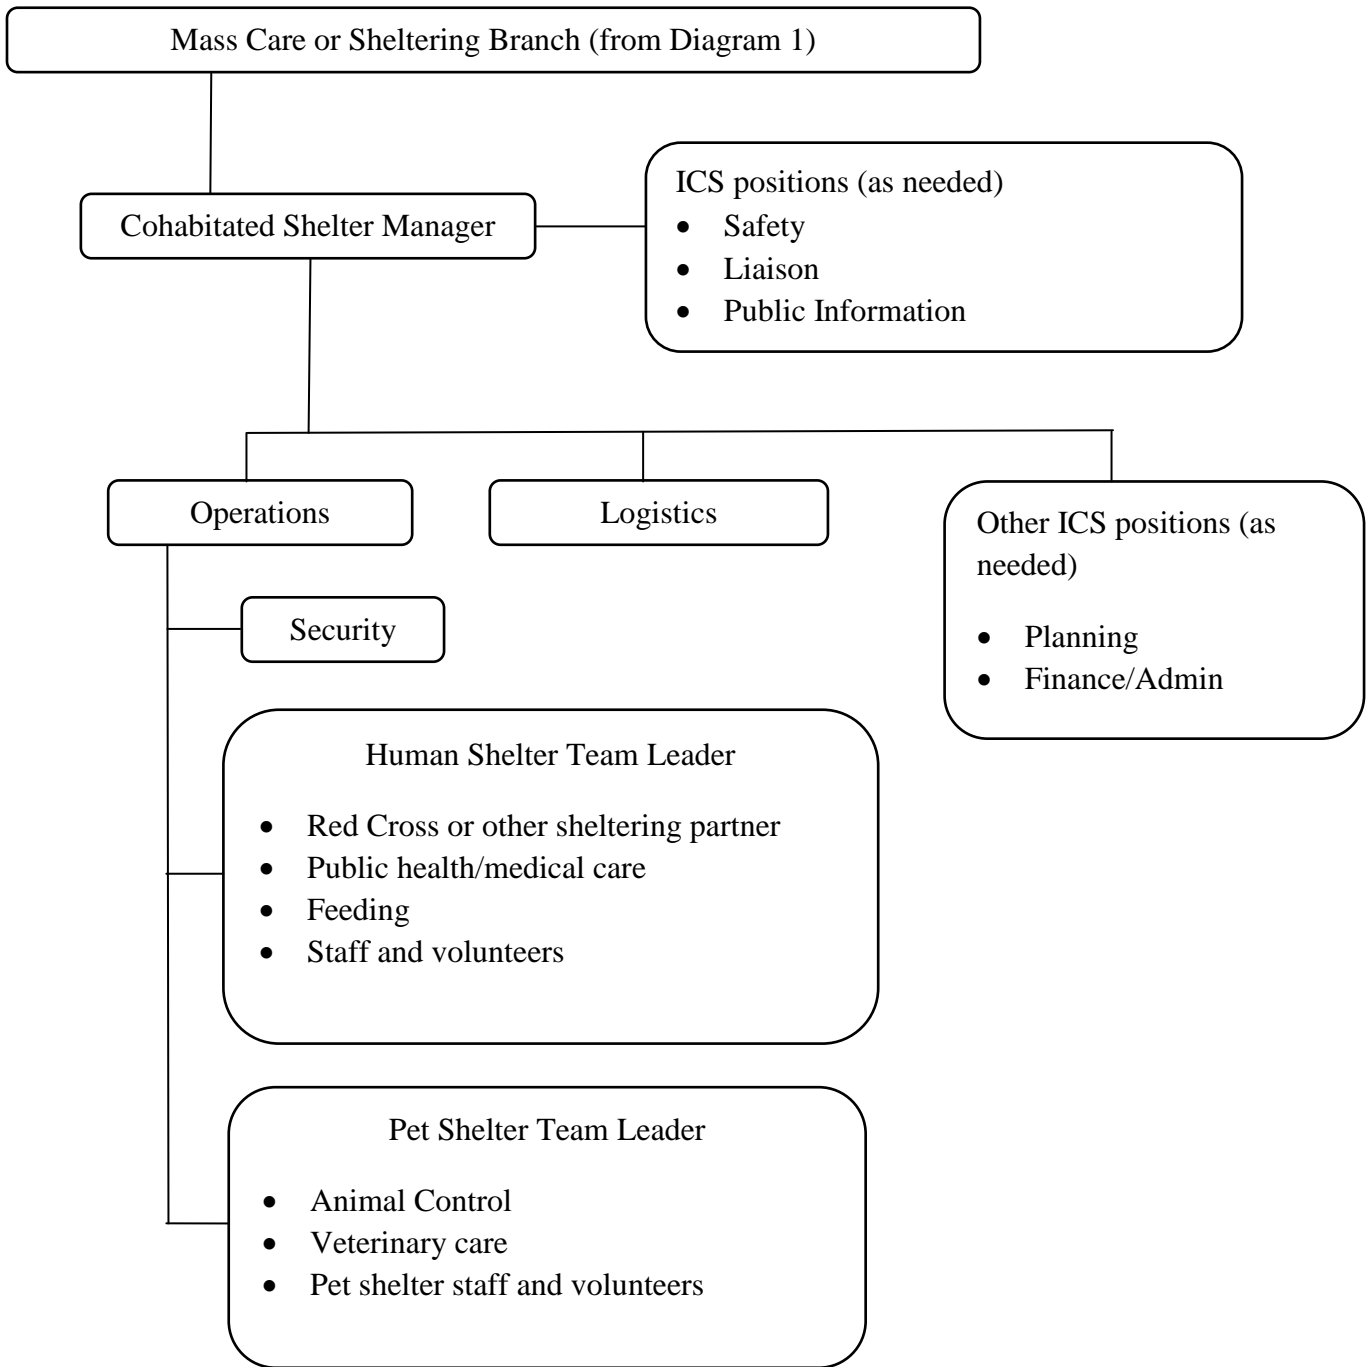 Mass Care or Sheltering Branch (from Diagram 1)
ICS positions (as needed)
• Safety
• Liaison
• Public Information
Cohabitated Shelter Manager
Operations
Logistics
Other ICS positions (as
needed)
• Planning
• Finance/Admin
Security
Human Shelter Team Leader
• Red Cross or other sheltering partner
• Public health/medical care
• Feeding
• Staff and volunteers
Pet Shelter Team Leader
• Animal Control
• Veterinary care
• Pet shelter staff and volunteers